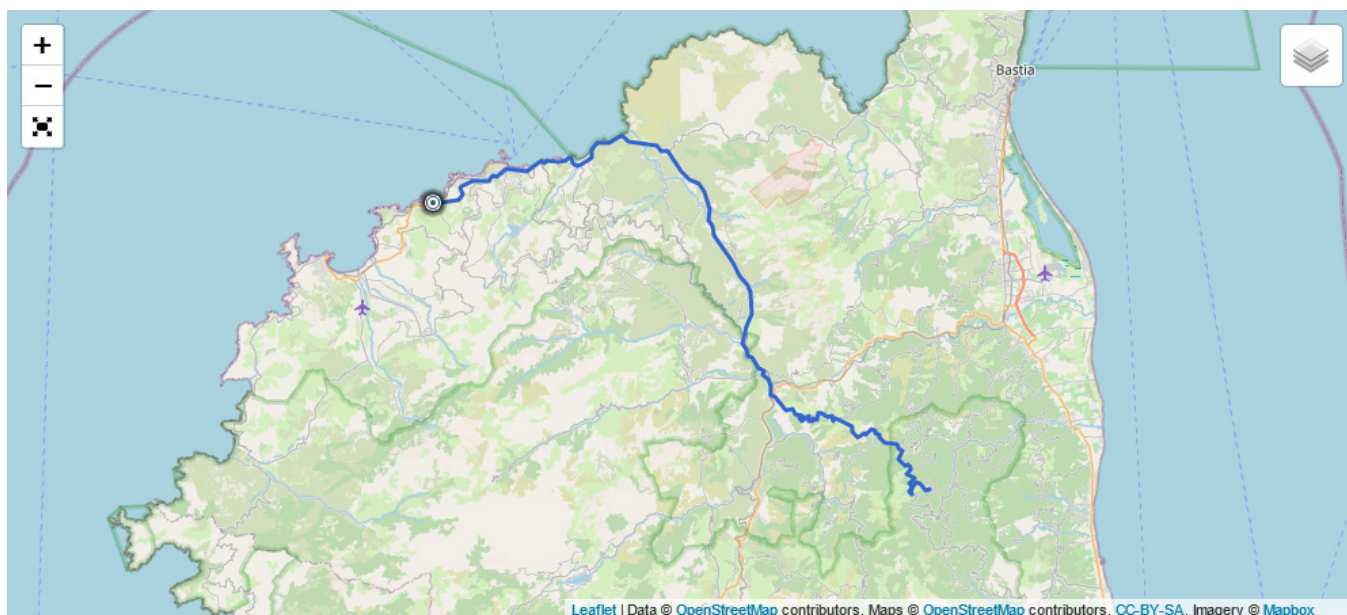 +
−
Bastia
Leaflet | Data © OpenStreetMap contributors, Maps © OpenStreetMap contributors, CC-BY-SA, Imagery © Mapbox